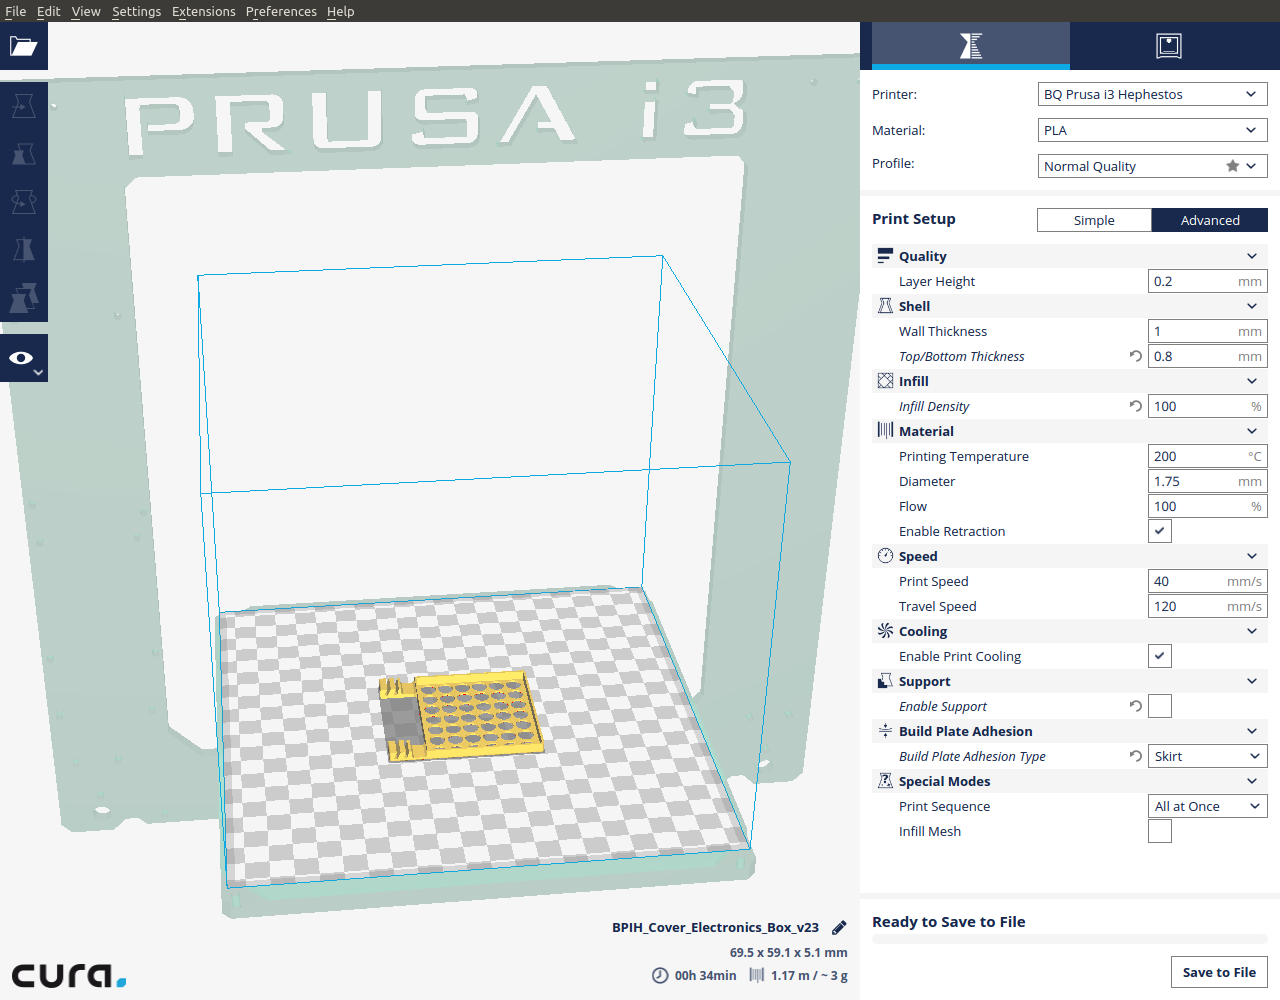 File Edit View Settings Extensions Preferences Help
PRUSA i3
Printer: BQ Prusa i3 Hephestos
Material: PLA
Profile: Normal Quality
Print Setup Simple Advanced
Quality
Layer Height 0.2 mm
Shell
Wall Thickness 1 mm
Top/Bottom Thickness 0.8 mm
Infill
Infill Density 100 %
Material
Printing Temperature 200 °C
Diameter 1.75 mm
Flow 100 %
Enable Retraction
Speed
Print Speed 40 mm/s
Travel Speed 120 mm/s
Cooling
Enable Print Cooling
Support
Enable Support
Build Plate Adhesion
Build Plate Adhesion Type Skirt
Special Modes
Print Sequence All at Once
Infill Mesh
BPIH_Cover_Electronics_Box_v23
69.5 x 59.1 x 5.1 mm
00h 34min 1.17 m / ~ 3 g
cura.
Ready to Save to File
Save to File